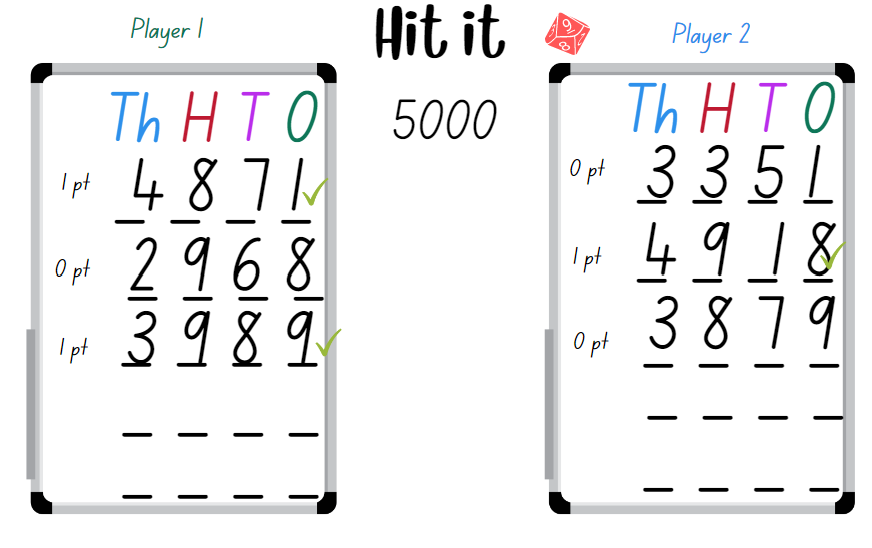 Hit it
5000
Player 1
Th H T O
1 pt 4 8 7 1
0 pt 2 9 6 8
1 pt 3 9 8 9
Player 2
Th H T O
0 pt 3 3 5 1
1 pt 4 9 1 8
0 pt 3 8 7 9
9
8